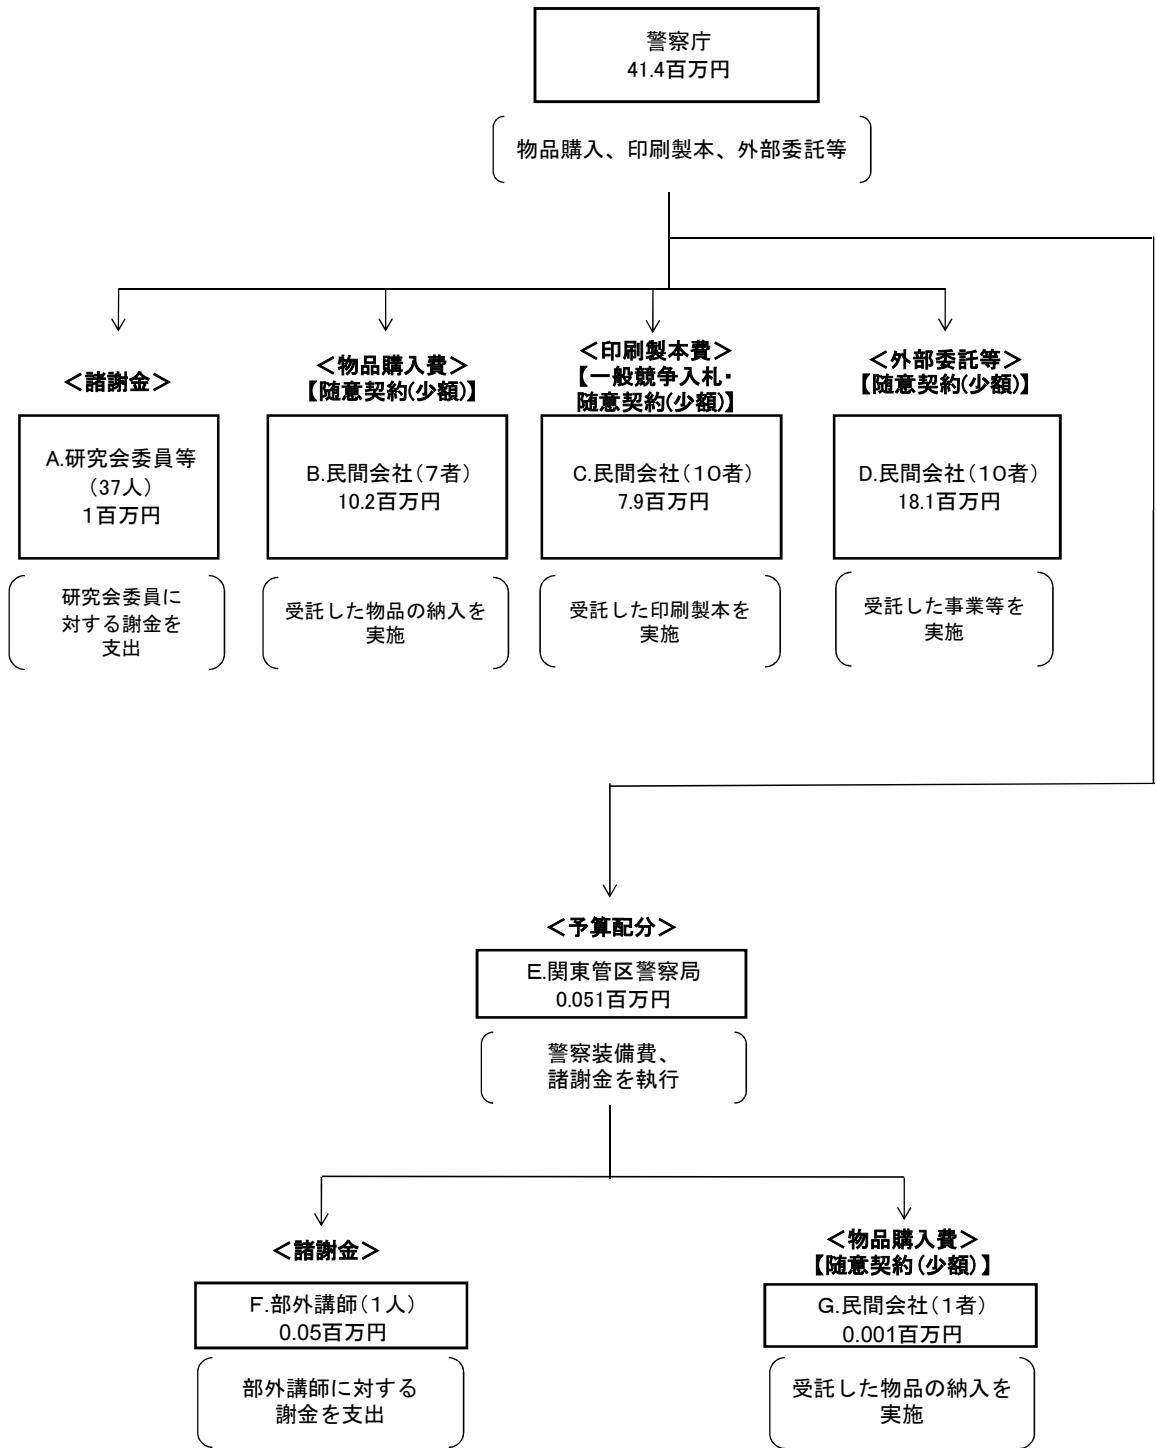 警察庁
41.4百万円
物品購入、印刷製本、外部委託等
＜諸謝金＞
A.研究会委員等
(37人)
１百万円
研究会委員に
対する謝金を
支出
＜物品購入費＞
【随意契約(少額)】
B.民間会社（７者）
10.2百万円
受託した物品の納入を
実施
＜印刷製本費＞
【一般競争入札・
随意契約(少額)】
C.民間会社（１０者）
7.9百万円
受託した印刷製本を
実施
＜外部委託等＞
【随意契約(少額)】
D.民間会社（１０者）
18.1百万円
受託した事業等を
実施
＜予算配分＞
E.関東管区警察局
0.051百万円
警察装備費、
諸謝金を執行
＜諸謝金＞
F.部外講師（１人）
0.05百万円
部外講師に対する
謝金を支出
＜物品購入費＞
【随意契約（少額）】
G.民間会社（１者）
0.001百万円
受託した物品の納入を
実施